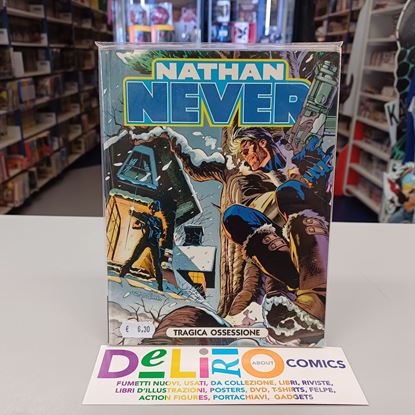 NATHAN
NEVER
€ 6,30
TRAGICA OSSESSIONE
DeLiRiO ABOUT COMICS
FUMETTI NUOVI, USATI, DA COLLEZIONE, LIBRI, RIVISTE,
LIBRI D'ILLUSTRAZIONI, POSTERS, DVD, T-SHIRTS, FELPE,
ACTION FIGURES, PORTACHIAVI, GADGETS